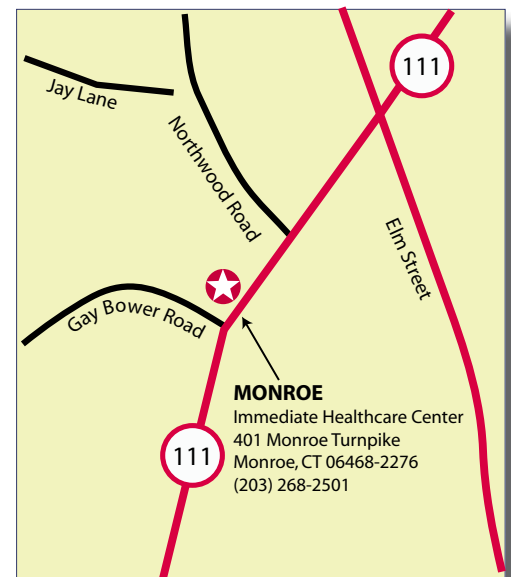 111
Jay Lane
Northwood Road
Elm Street
Gay Bower Road
MONROE
Immediate Healthcare Center
401 Monroe Turnpike
Monroe, CT 06468-2276
(203) 268-2501
111